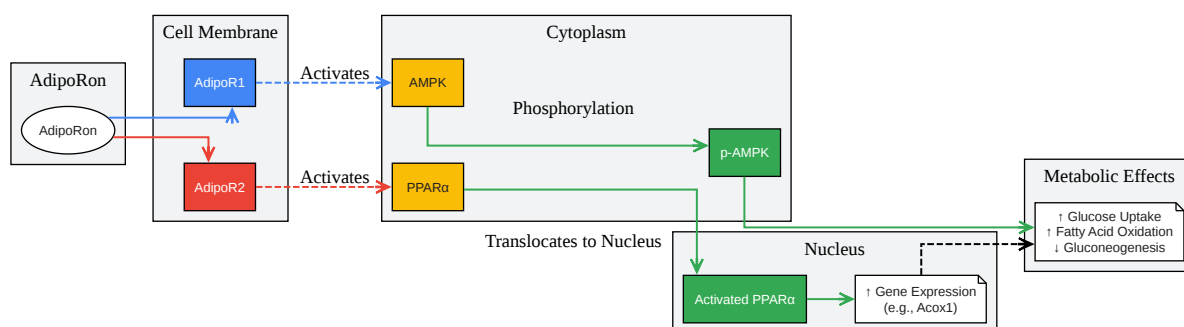 AdipoRon
AdipoRon
Cell Membrane
AdipoR1
AdipoR2
Activates
Activates
Cytoplasm
AMPK
Phosphorylation
p-AMPK
PPARα
Translocates to Nucleus
Nucleus
Activated PPARα
↑ Gene Expression
(e.g., Acox1)
Metabolic Effects
↑ Glucose Uptake
↑ Fatty Acid Oxidation
↓ Gluconeogenesis